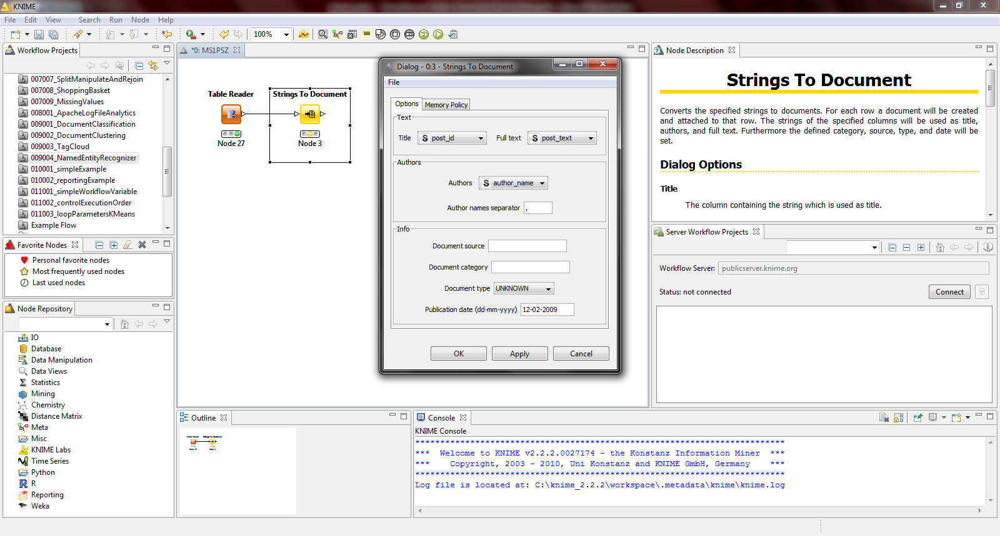 KNIME
File Edit View Search Run Node Help
100%
Workflow Projects
007007_SplitManipulateAndRejoin
007008_ShoppingBasket
007009_MissingValues
008001_ApacheLogFileAnalytics
009001_DocumentClassification
009002_DocumentClustering
009003_TagCloud
009004_NamedEntityRecognizer
010001_simpleExample
010002_reportingExample
011001_simpleWorkflowVariable
011002_controlExecutionOrder
011003_loopParametersKMeans
Example Flow
Favorite Nodes
Personal favorite nodes
Most frequently used nodes
Last used nodes
Node Repository
IO
Database
Data Manipulation
Data Views
Statistics
Mining
Chemistry
Distance Matrix
Meta
Misc
KNIME Labs
Time Series
Python
R
Reporting
Weka
*0: MS1PSZ
Table Reader
Node 27
Strings To Document
Node 3
Dialog - 0:3 - Strings To Document
File
Options Memory Policy
Text
Title S post_id Full text S post_text
Authors
Authors S author_name
Author names separator ,
Info
Document source
Document category
Document type UNKNOWN
Publication date (dd-mm-yyyy) 12-02-2009
OK Apply Cancel
Node Description
Strings To Document
Converts the specified strings to documents. For each row a document will be created
and attached to that row. The strings of the specified columns will be used as title,
authors, and full text. Furthermore the defined category, source, type, and date will be
set.
Dialog Options
Title
The column containing the string which is used as title.
Server Workflow Projects
Workflow Server: publicserver.knime.org
Status: not connected Connect
Outline
Console
KNIME Console
**************************************************************************
*** Welcome to KNIME v2.2.2.0027174 - the Konstanz Information Miner ***
*** Copyright, 2003 - 2010, Uni Konstanz and KNIME GmbH, Germany ***
**************************************************************************
Log file is located at: C:\knime_2.2.2\workspace\.metadata\knime\knime.log